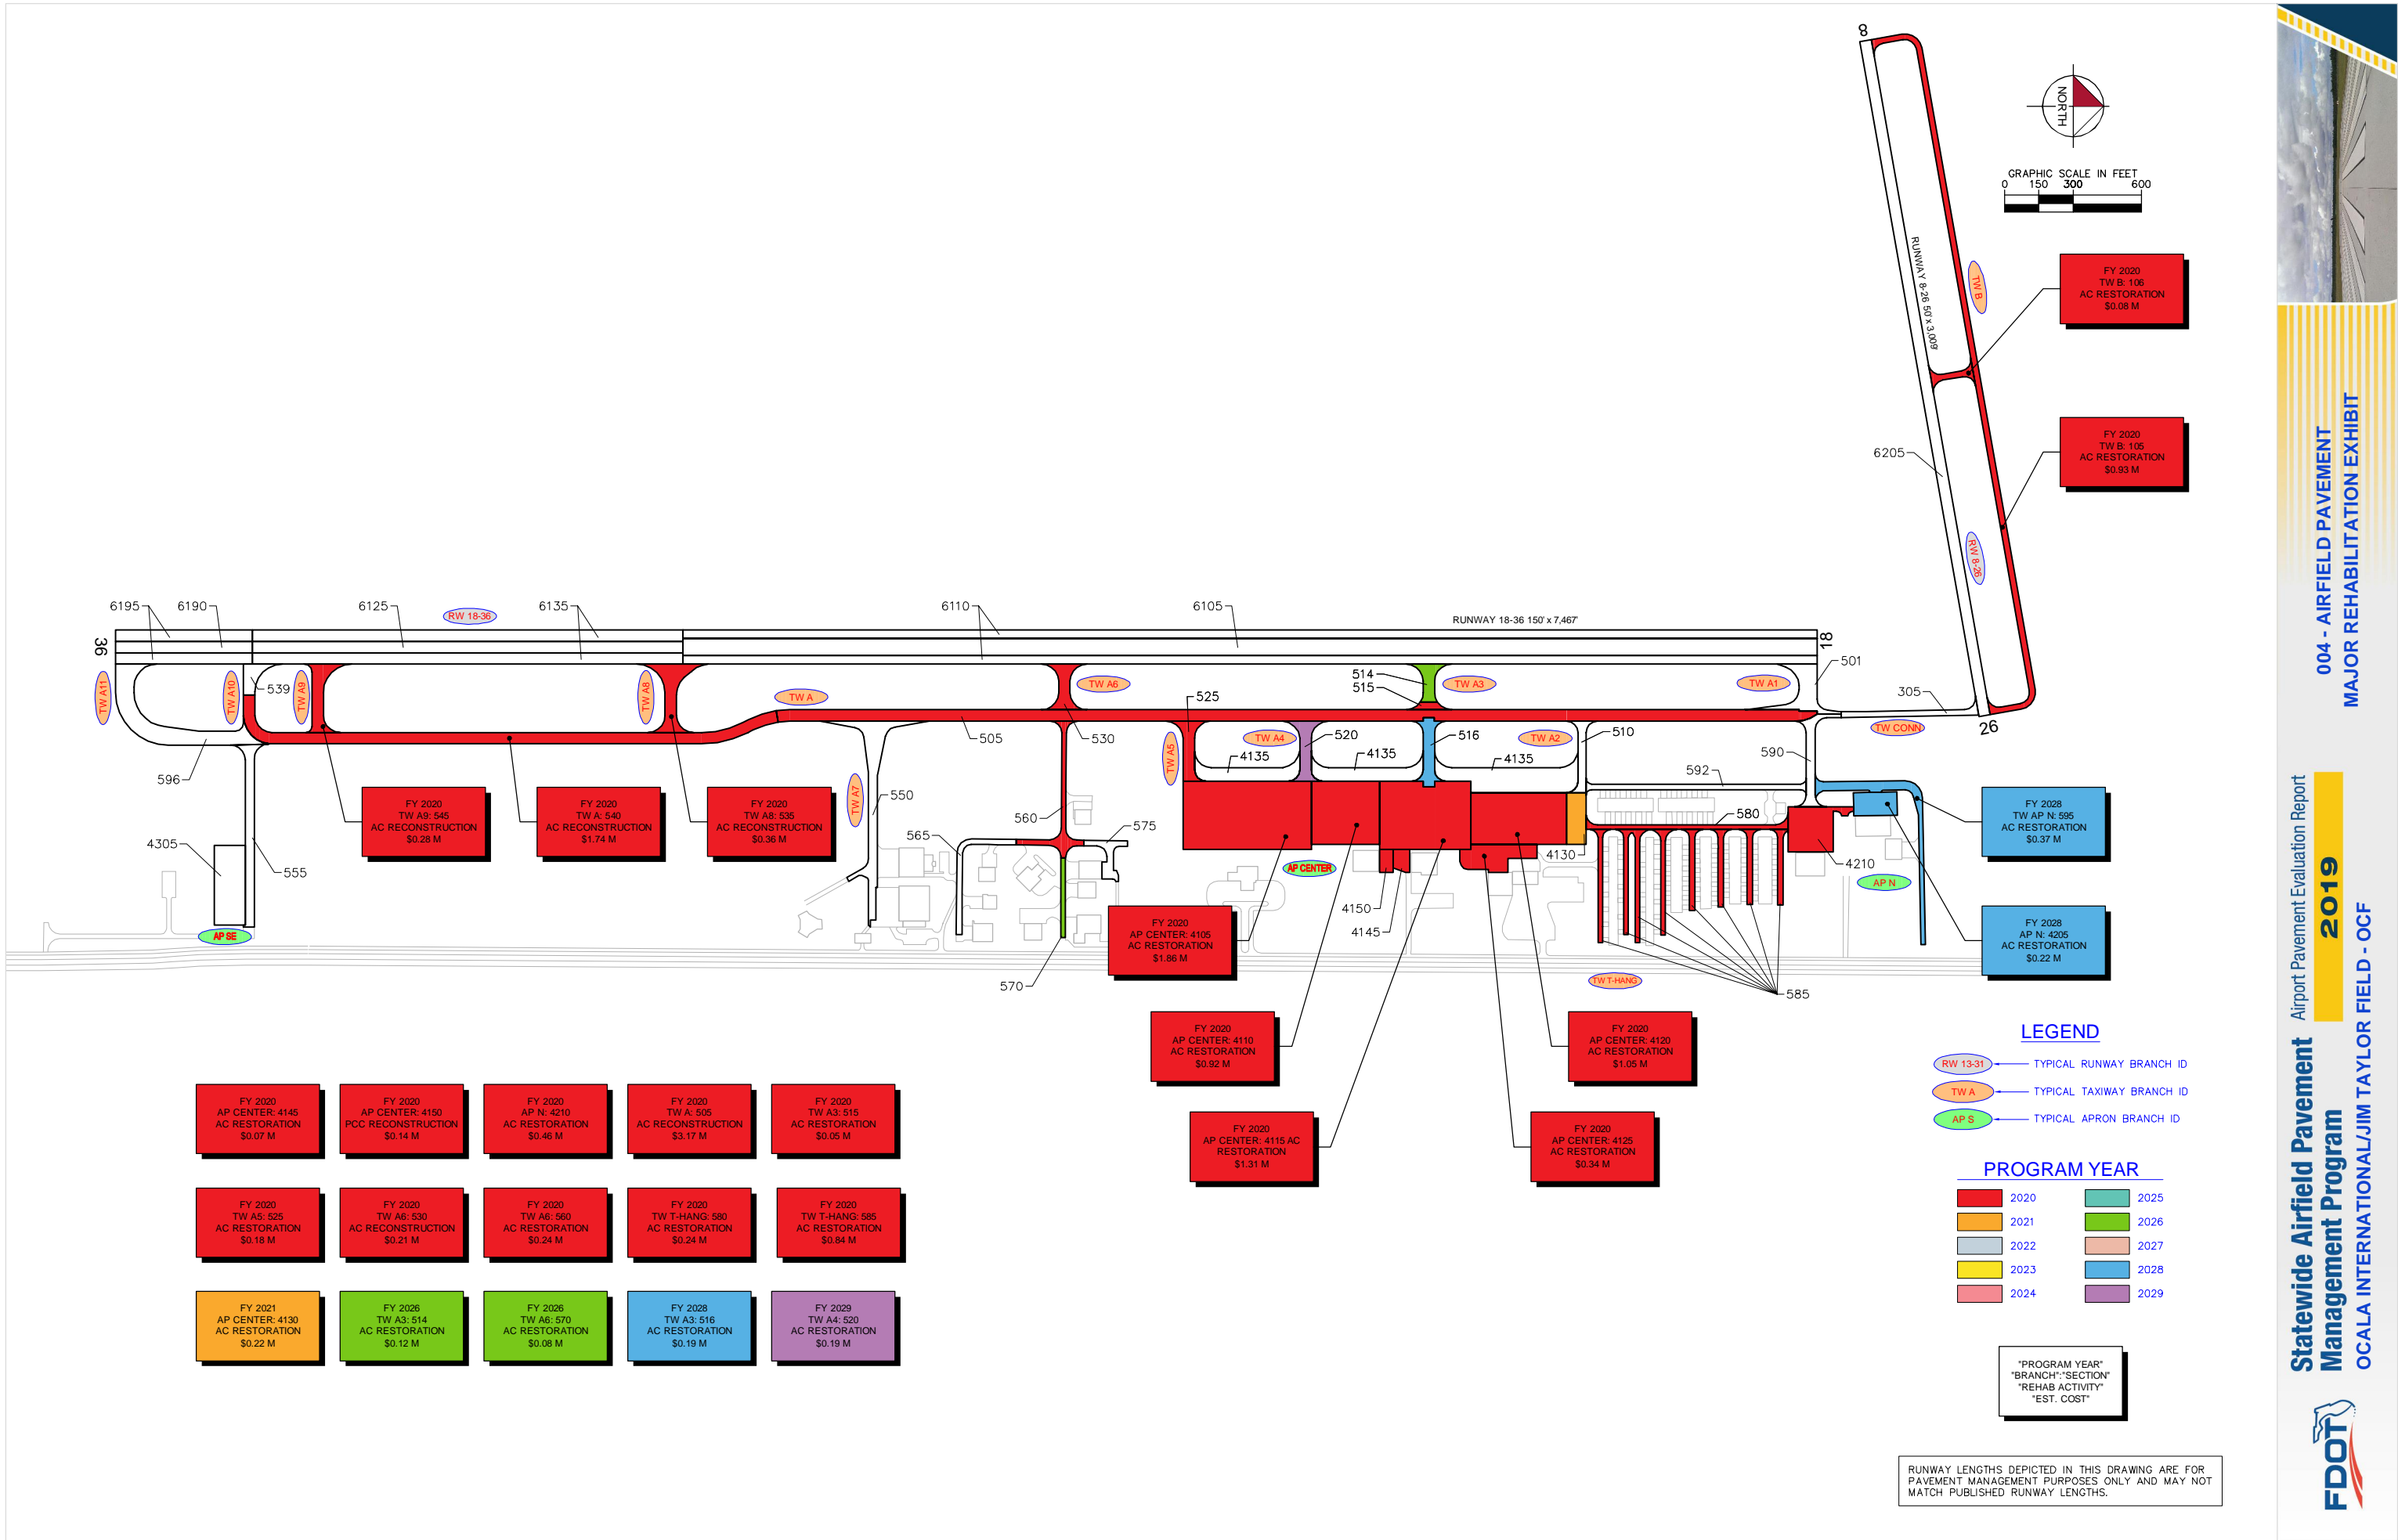 8
NORTH
GRAPHIC SCALE IN FEET
0 150 300 600
RUNWAY 8-26 50' x 3,009'
TW B
FY 2020
TW B: 106
AC RESTORATION
$0.08 M
FY 2020
TW B: 105
AC RESTORATION
$0.93 M
6205
RW 8-26
26
6195
6190
6125
RW 18-36
6135
6110
6105
RUNWAY 18-36 150' x 7,467'
36
18
501
305
TW CONN
TW A11
TW A10
539
TW A9
TW A8
TW A
TW A6
514
515
TW A3
TW A1
525
505
530
TW A5
TW A4
520
516
TW A2
510
590
4135
4135
4135
592
596
TW A7
550
560
565
575
580
4130
4210
4305
555
AP SE
AP CENTER
AP N
4150
4145
570
TW T-HANG
585
FY 2020
TW A9: 545
AC RECONSTRUCTION
$0.28 M
FY 2020
TW A: 540
AC RECONSTRUCTION
$1.74 M
FY 2020
TW A8: 535
AC RECONSTRUCTION
$0.36 M
FY 2028
TW AP N: 595
AC RESTORATION
$0.37 M
FY 2028
AP N: 4205
AC RESTORATION
$0.22 M
FY 2020
AP CENTER: 4105
AC RESTORATION
$1.86 M
FY 2020
AP CENTER: 4110
AC RESTORATION
$0.92 M
FY 2020
AP CENTER: 4120
AC RESTORATION
$1.05 M
FY 2020
AP CENTER: 4115 AC
RESTORATION
$1.31 M
FY 2020
AP CENTER: 4125
AC RESTORATION
$0.34 M
FY 2020
AP CENTER: 4145
AC RESTORATION
$0.07 M
FY 2020
AP CENTER: 4150
PCC RECONSTRUCTION
$0.14 M
FY 2020
AP N: 4210
AC RESTORATION
$0.46 M
FY 2020
TW A: 505
AC RECONSTRUCTION
$3.17 M
FY 2020
TW A3: 515
AC RESTORATION
$0.05 M
FY 2020
TW A5: 525
AC RESTORATION
$0.18 M
FY 2020
TW A6: 530
AC RECONSTRUCTION
$0.21 M
FY 2020
TW A6: 560
AC RESTORATION
$0.24 M
FY 2020
TW T-HANG: 580
AC RESTORATION
$0.24 M
FY 2020
TW T-HANG: 585
AC RESTORATION
$0.84 M
FY 2021
AP CENTER: 4130
AC RESTORATION
$0.22 M
FY 2026
TW A3: 514
AC RESTORATION
$0.12 M
FY 2026
TW A6: 570
AC RESTORATION
$0.08 M
FY 2028
TW A3: 516
AC RESTORATION
$0.19 M
FY 2029
TW A4: 520
AC RESTORATION
$0.19 M
LEGEND
RW 13-31 TYPICAL RUNWAY BRANCH ID
TW A TYPICAL TAXIWAY BRANCH ID
AP S TYPICAL APRON BRANCH ID
PROGRAM YEAR
2020 2025
2021 2026
2022 2027
2023 2028
2024 2029
"PROGRAM YEAR"
"BRANCH":"SECTION"
"REHAB ACTIVITY"
"EST. COST"
RUNWAY LENGTHS DEPICTED IN THIS DRAWING ARE FOR
PAVEMENT MANAGEMENT PURPOSES ONLY AND MAY NOT
MATCH PUBLISHED RUNWAY LENGTHS.
004 - AIRFIELD PAVEMENT
MAJOR REHABILITATION EXHIBIT
Statewide Airfield Pavement
Management Program
Airport Pavement Evaluation Report
2019
OCALA INTERNATIONAL/JIM TAYLOR FIELD - OCF
FDOT